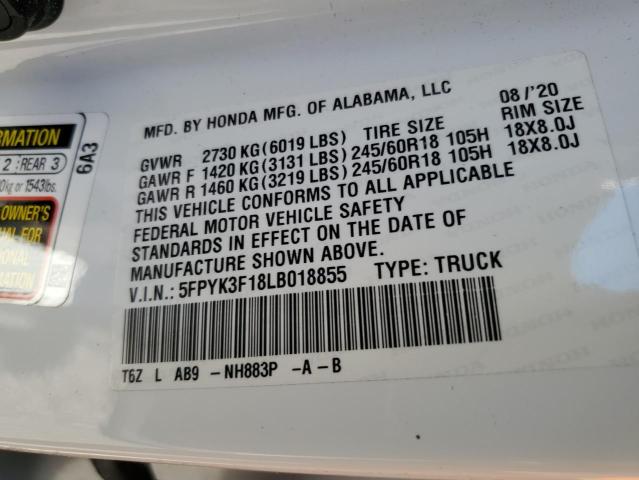 MFD. BY HONDA MFG. OF ALABAMA, LLC 08/'20
GVWR 2730 KG(6019 LBS) TIRE SIZE RIM SIZE
GAWR F 1420 KG(3131 LBS)245/60R18 105H 18X8.0J
GAWR R 1460 KG(3219 LBS)245/60R18 105H 18X8.0J
THIS VEHICLE CONFORMS TO ALL APPLICABLE
FEDERAL MOTOR VEHICLE SAFETY
STANDARDS IN EFFECT ON THE DATE OF
MANUFACTURE SHOWN ABOVE.
V.I.N.: 5FPYK3F18LB018855 TYPE: TRUCK
T6Z L AB9 -NH883P -A -B
6A3
2 REAR 3
kg or 1543lbs.
OWNER'S
FOR